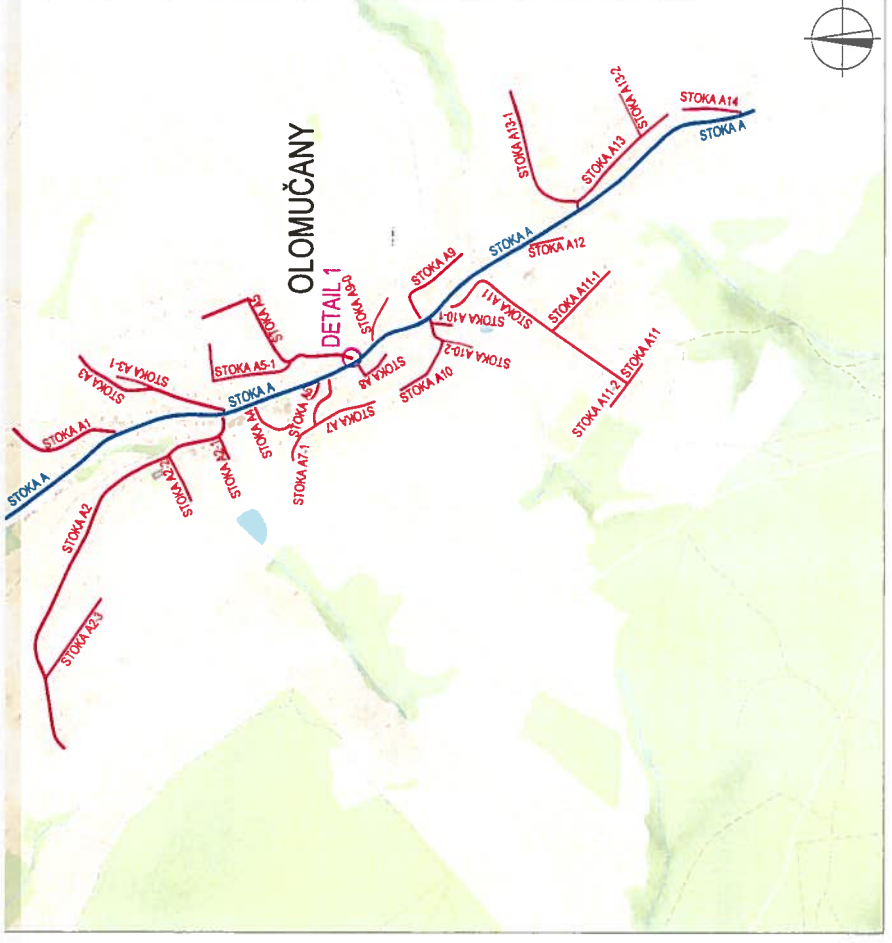 STOKA A
STOKA A1
STOKA A3
STOKA A3-1
STOKA A2
STOKA A2-2
STOKA A2-1
STOKA A2-3
STOKA A
STOKA A5-1
STOKA A5
OLOMUČANY
DETAIL 1
STOKA A4
STOKA A6
STOKA A7
STOKA A7-1
STOKA A8
STOKA A9-0
STOKA A9
STOKA A10-1
STOKA A10-2
STOKA A10
STOKA A11
STOKA A11-1
STOKA A11
STOKA A11-2
STOKA A
STOKA A12
STOKA A13-1
STOKA A13
STOKA A13-2
STOKA A14
STOKA A